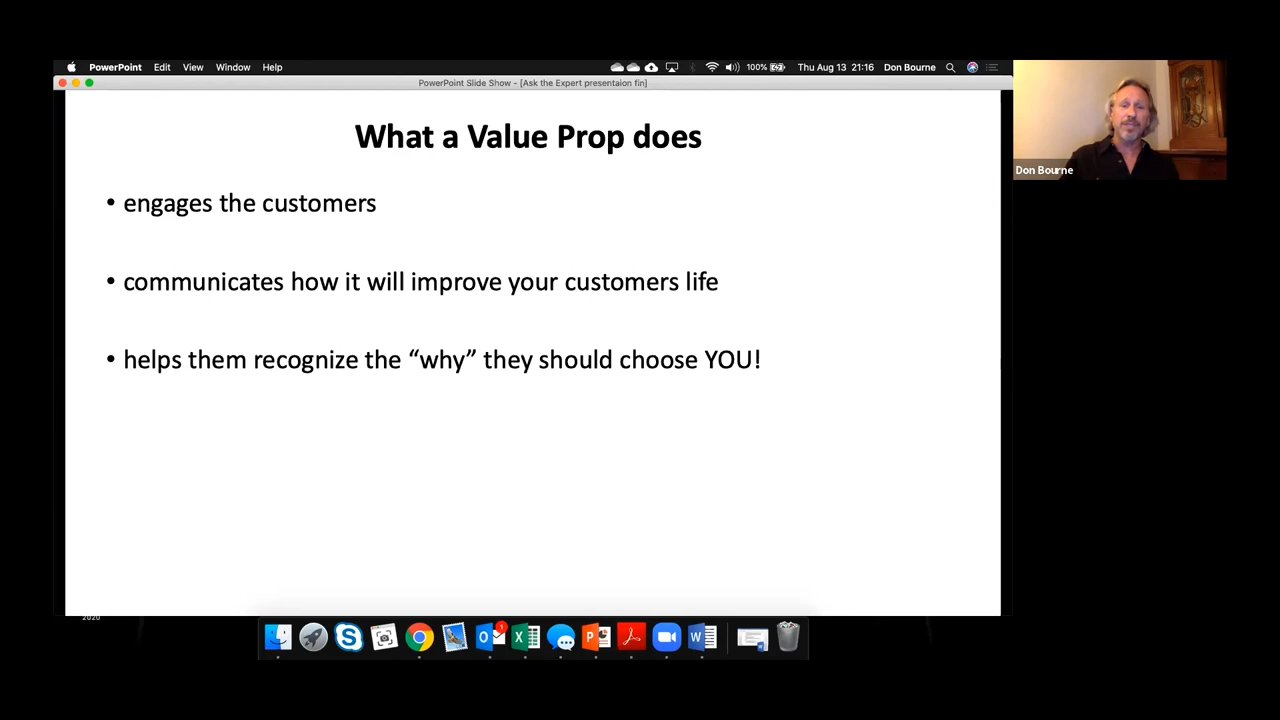 PowerPoint Edit View Window Help 100% Thu Aug 13 21:16 Don Bourne
PowerPoint Slide Show - [Ask the Expert presentaion fin]
What a Value Prop does
• engages the customers
• communicates how it will improve your customers life
• helps them recognize the “why” they should choose YOU!
Don Bourne
2020
1